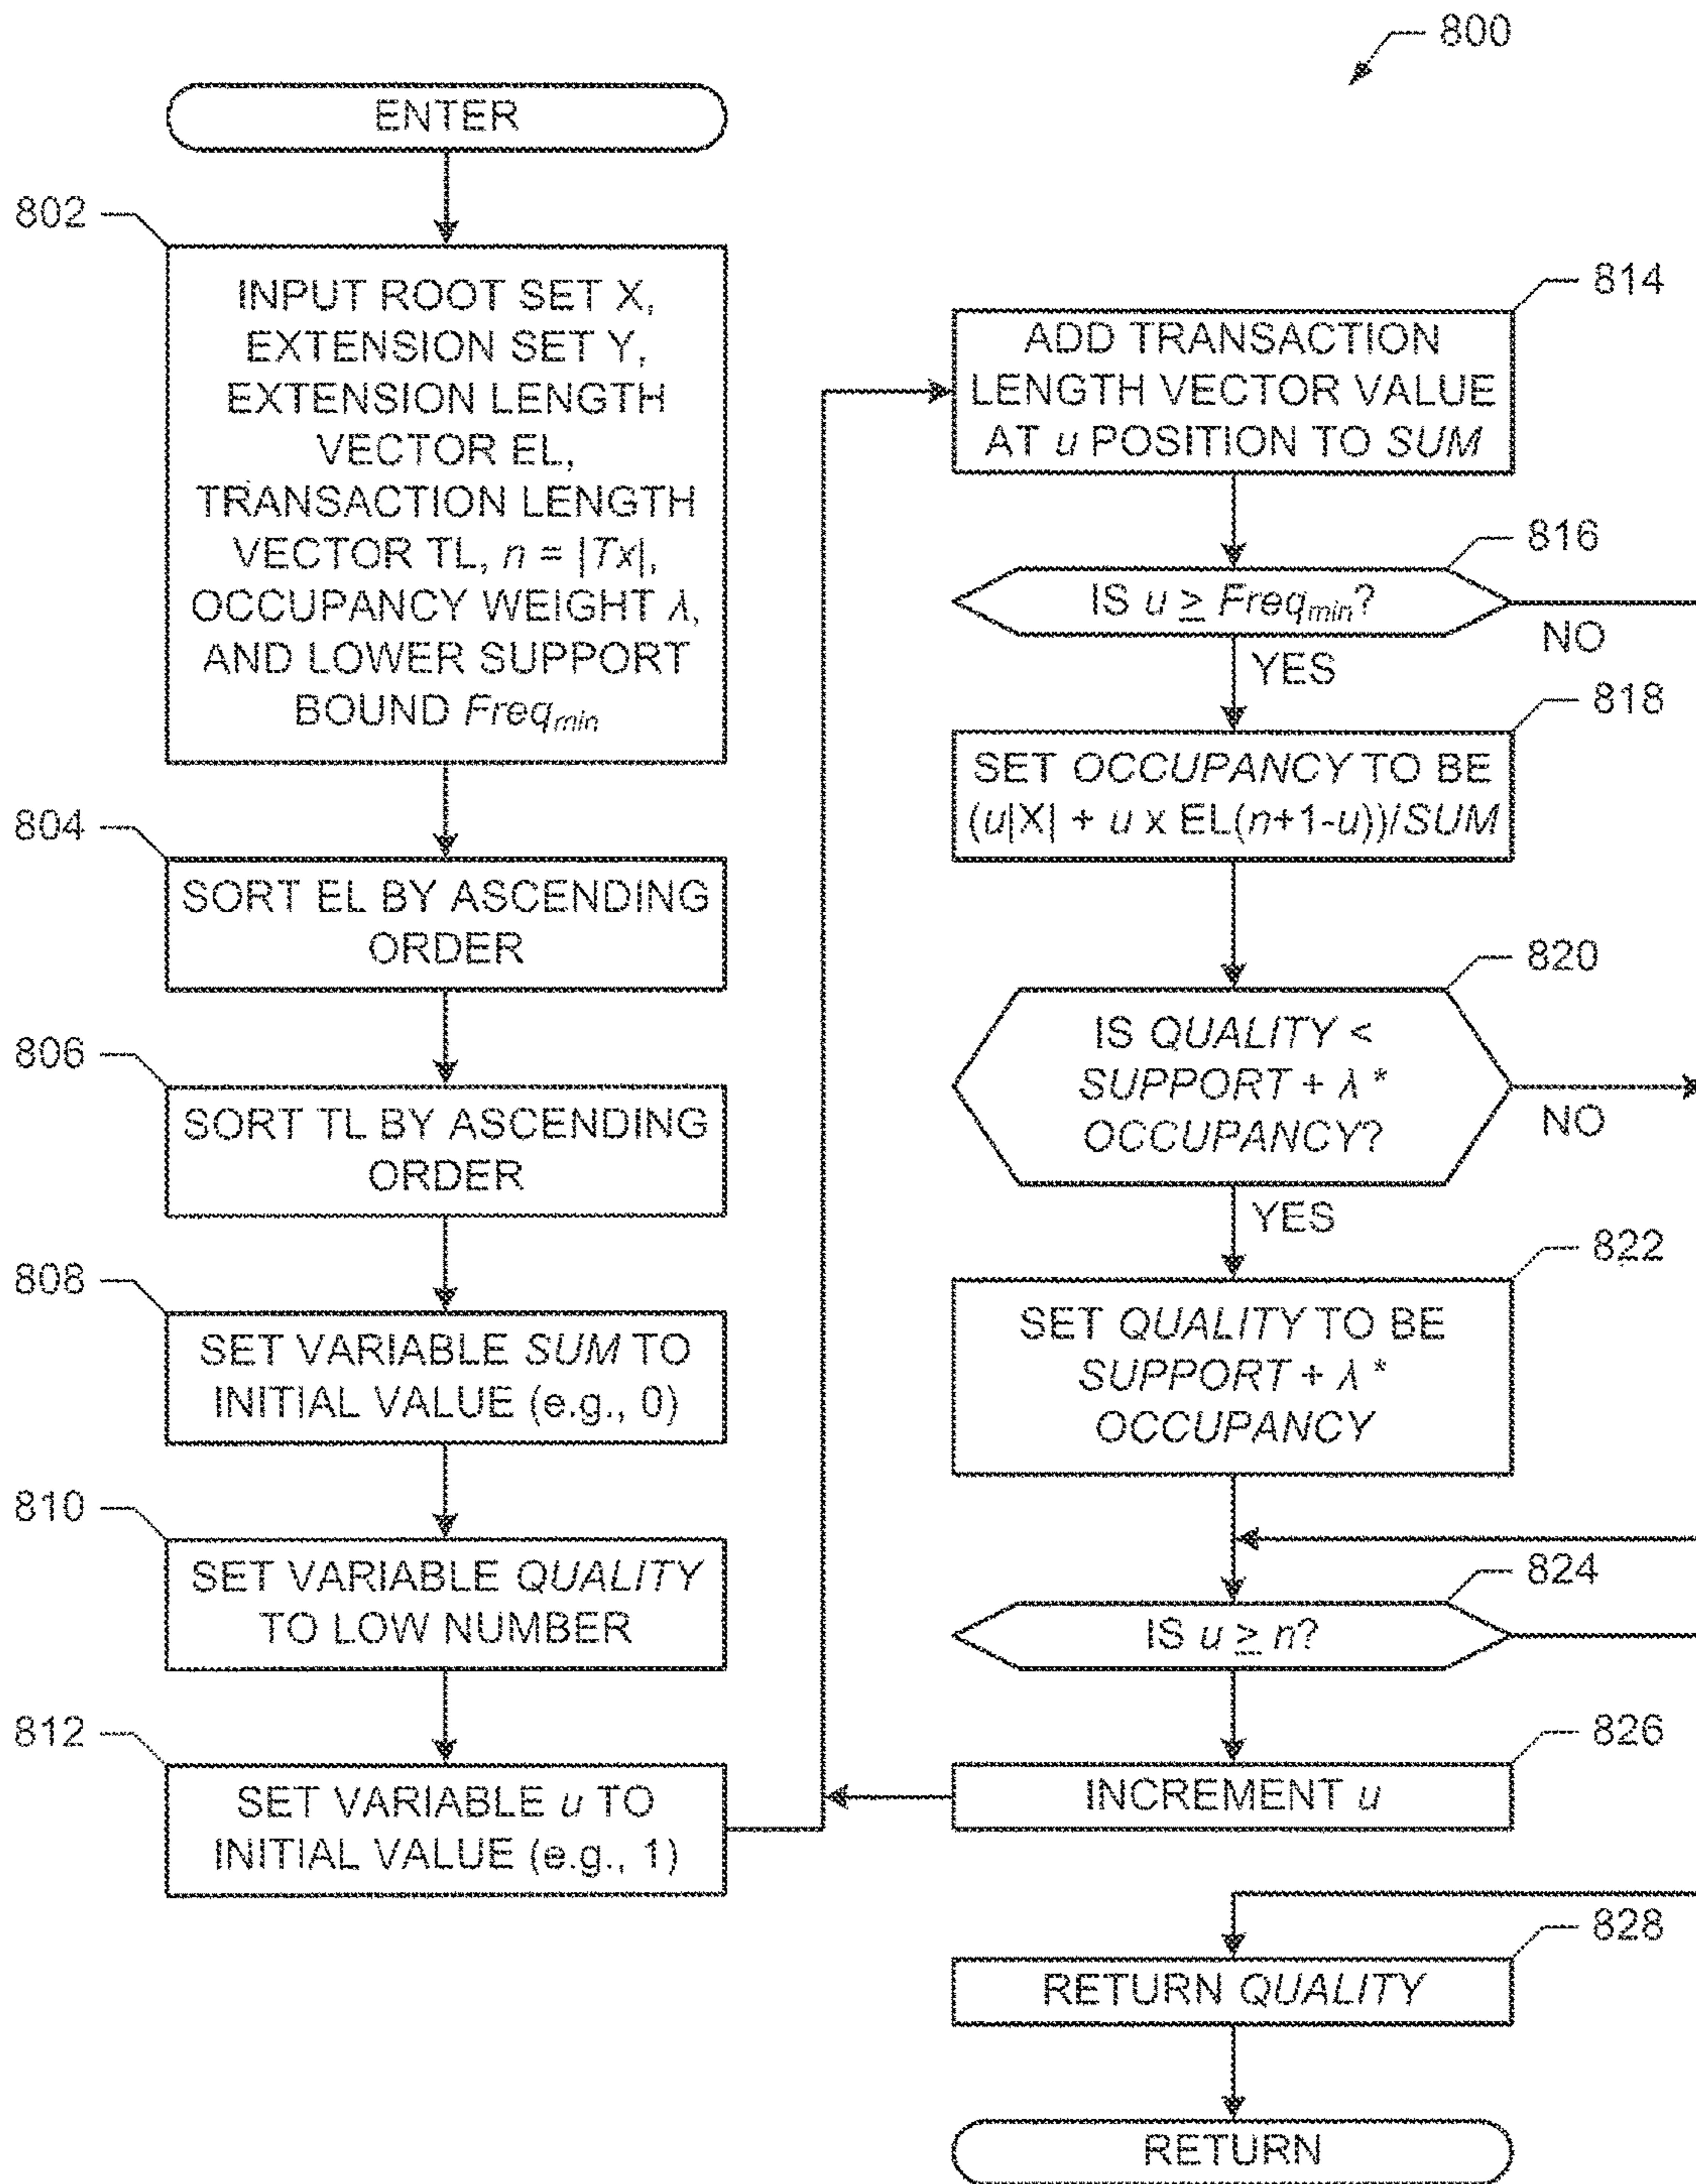 800
ENTER
802
INPUT ROOT SET X,
EXTENSION SET Y,
EXTENSION LENGTH
VECTOR EL,
TRANSACTION LENGTH
VECTOR TL, n = |Tx|,
OCCUPANCY WEIGHT λ,
AND LOWER SUPPORT
BOUND Freqmin
804
SORT EL BY ASCENDING
ORDER
806
SORT TL BY ASCENDING
ORDER
808
SET VARIABLE SUM TO
INITIAL VALUE (e.g., 0)
810
SET VARIABLE QUALITY
TO LOW NUMBER
812
SET VARIABLE u TO
INITIAL VALUE (e.g., 1)
814
ADD TRANSACTION
LENGTH VECTOR VALUE
AT u POSITION TO SUM
816
IS u ≥ Freqmin?
NO
YES
818
SET OCCUPANCY TO BE
(u|X| + u x EL(n+1-u))/SUM
820
IS QUALITY <
SUPPORT + λ *
OCCUPANCY?
NO
YES
822
SET QUALITY TO BE
SUPPORT + λ *
OCCUPANCY
824
IS u ≥ n?
826
INCREMENT u
828
RETURN QUALITY
RETURN